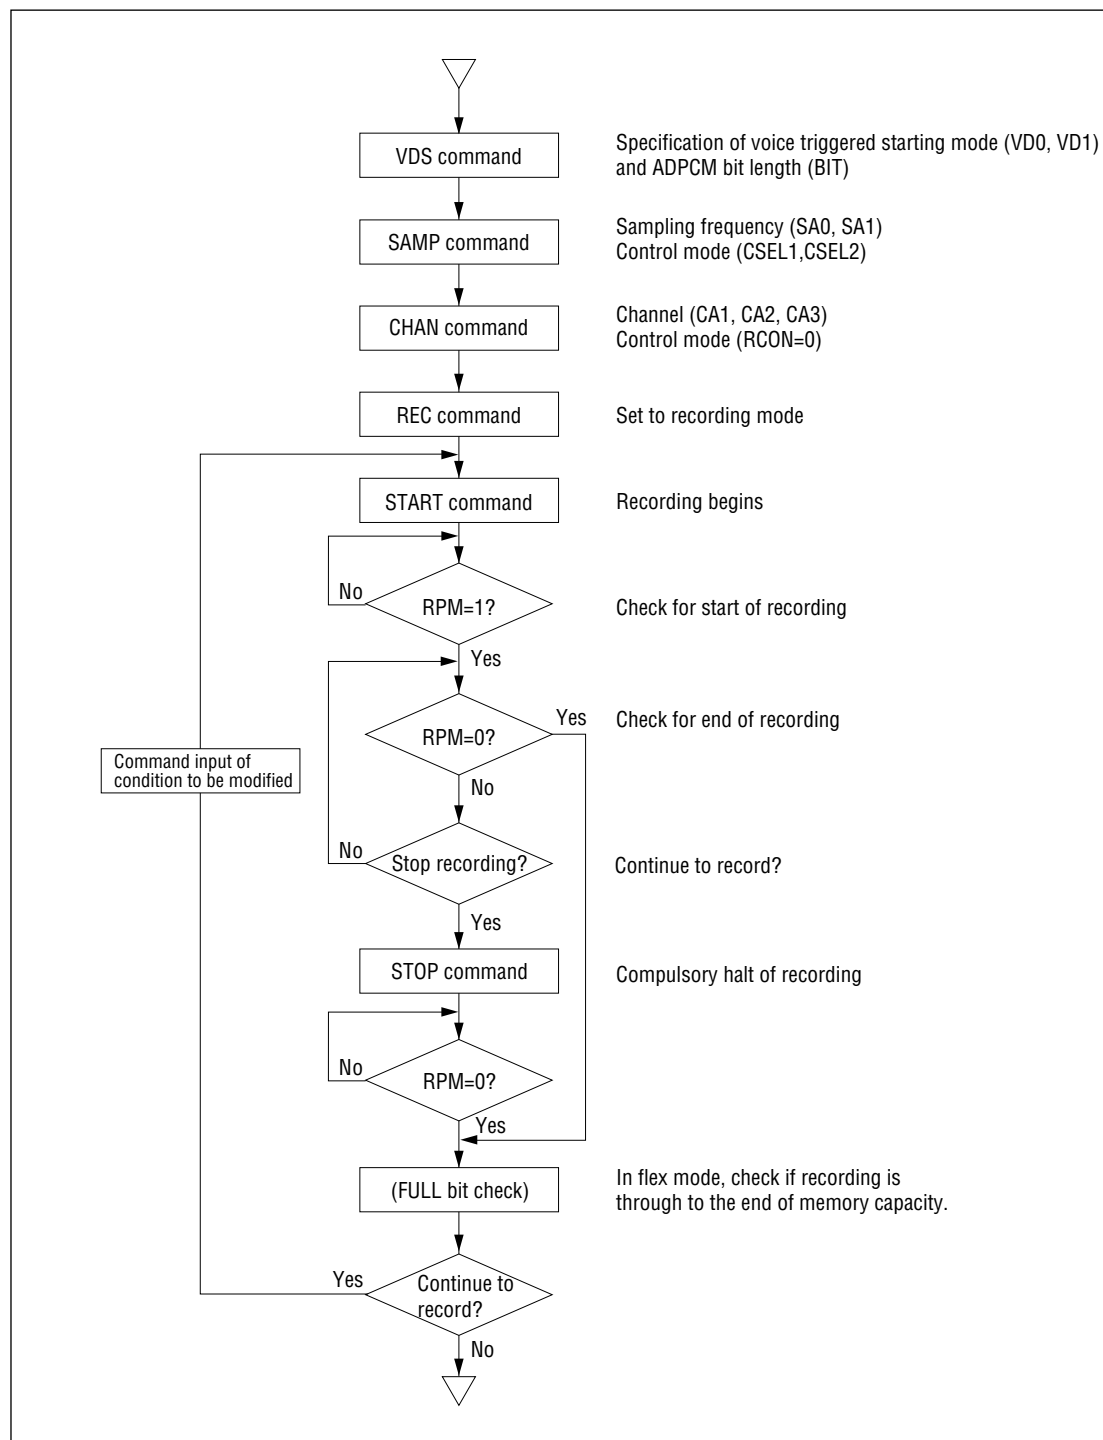 VDS command
Specification of voice triggered starting mode (VD0, VD1)
and ADPCM bit length (BIT)
SAMP command
Sampling frequency (SA0, SA1)
Control mode (CSEL1,CSEL2)
CHAN command
Channel (CA1, CA2, CA3)
Control mode (RCON=0)
REC command
Set to recording mode
START command
Recording begins
No
RPM=1?
Check for start of recording
Yes
RPM=0?
Yes
Check for end of recording
Command input of
condition to be modified
No
No
Stop recording?
Continue to record?
Yes
STOP command
Compulsory halt of recording
No
RPM=0?
Yes
(FULL bit check)
In flex mode, check if recording is
through to the end of memory capacity.
Yes
Continue to
record?
No